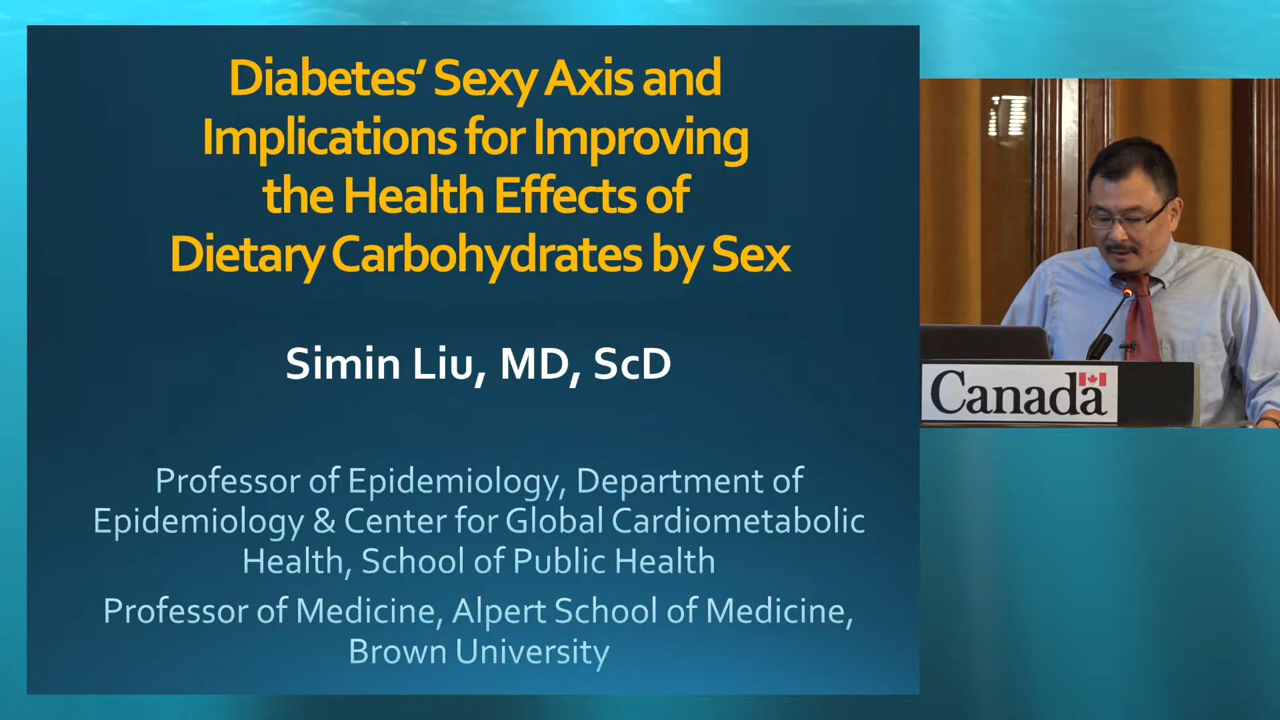 Diabetes' Sexy Axis and
Implications for Improving
the Health Effects of
Dietary Carbohydrates by Sex
Simin Liu, MD, ScD
Professor of Epidemiology, Department of
Epidemiology & Center for Global Cardiometabolic
Health, School of Public Health
Professor of Medicine, Alpert School of Medicine,
Brown University
Canada